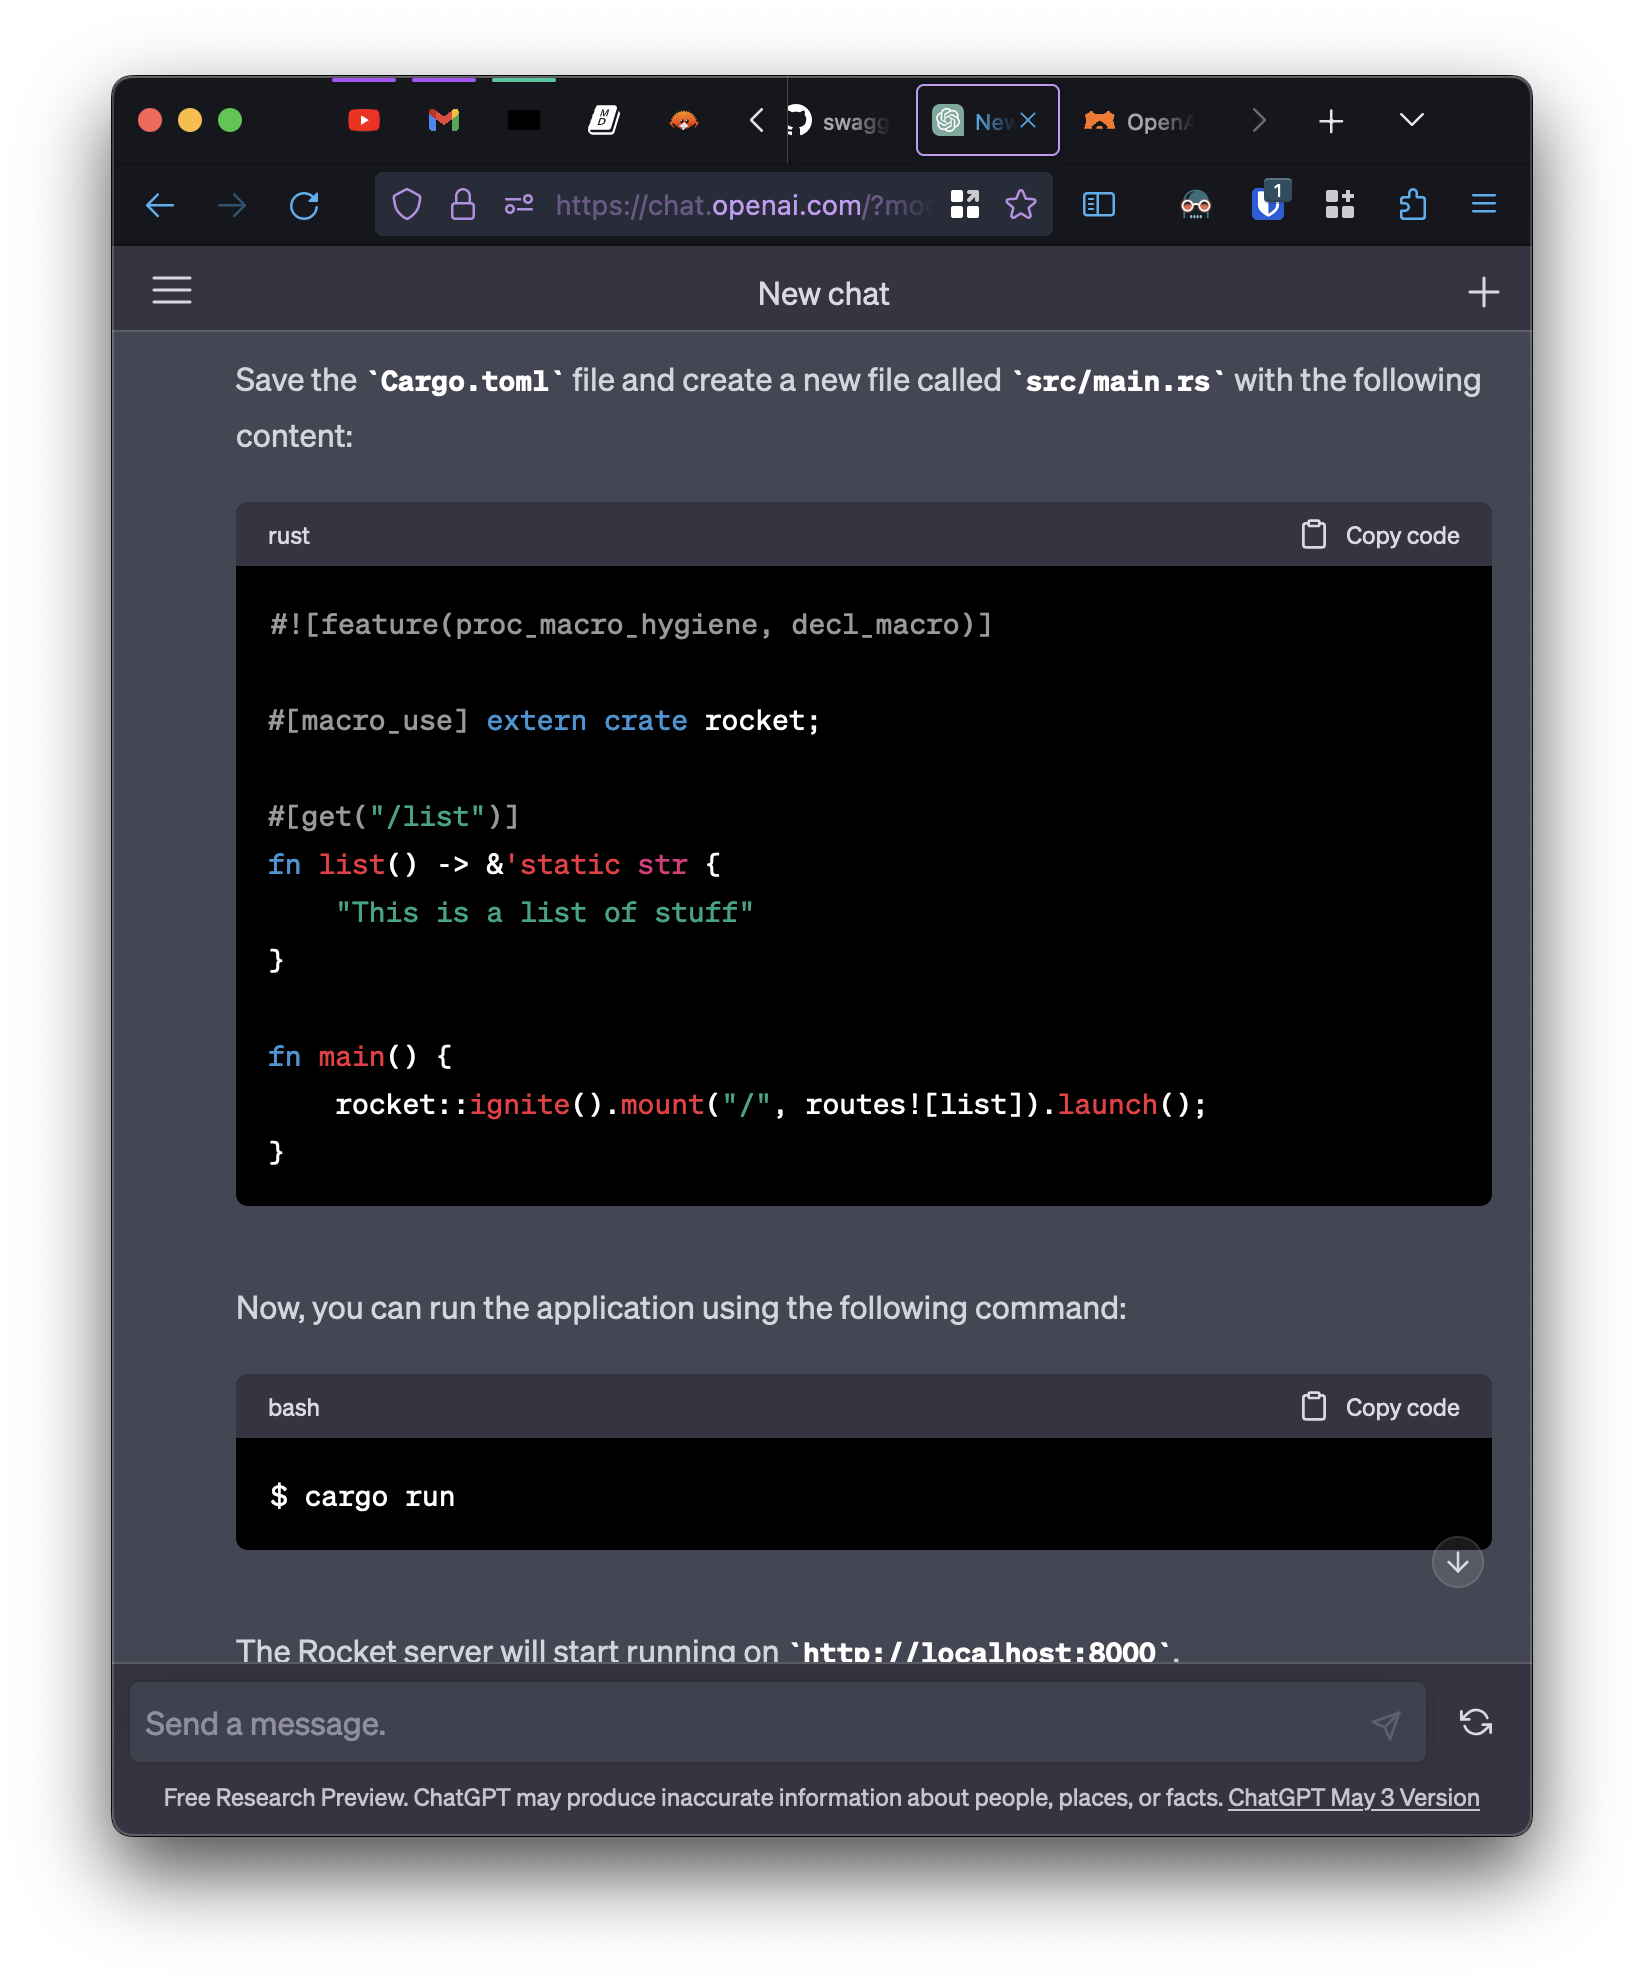 swagg
New
OpenA
https://chat.openai.com/?mod
1
New chat
Save the `Cargo.toml` file and create a new file called `src/main.rs` with the following
content:
rust
Copy code
#![feature(proc_macro_hygiene, decl_macro)]
#[macro_use] extern crate rocket;
#[get("/list")]
fn list() -> &'static str {
    "This is a list of stuff"
}
fn main() {
    rocket::ignite().mount("/", routes![list]).launch();
}
Now, you can run the application using the following command:
bash
Copy code
$ cargo run
The Rocket server will start running on `http://localhost:8000`.
Send a message.
Free Research Preview. ChatGPT may produce inaccurate information about people, places, or facts. ChatGPT May 3 Version